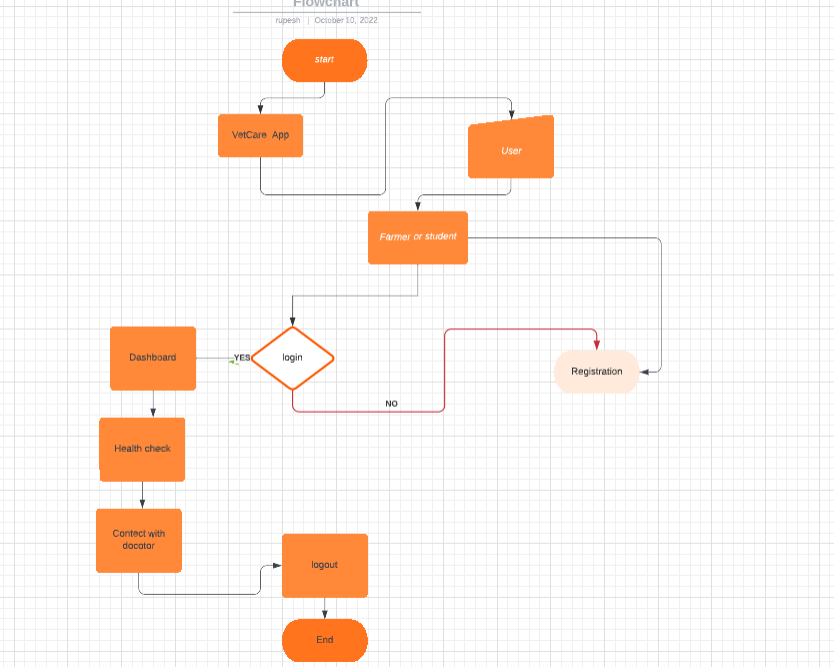 Flowchart
rupesh | October 10, 2022
start
VetCare App
User
Farmer or student
Dashboard
YES
login
Registration
NO
Health check
Contect with
docotor
logout
End